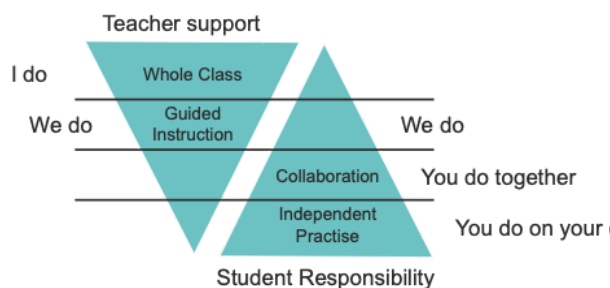 Teacher support
I do
Whole Class
We do
Guided
Instruction
We do
Collaboration
You do together
Independent
Practise
You do on your
Student Responsibility